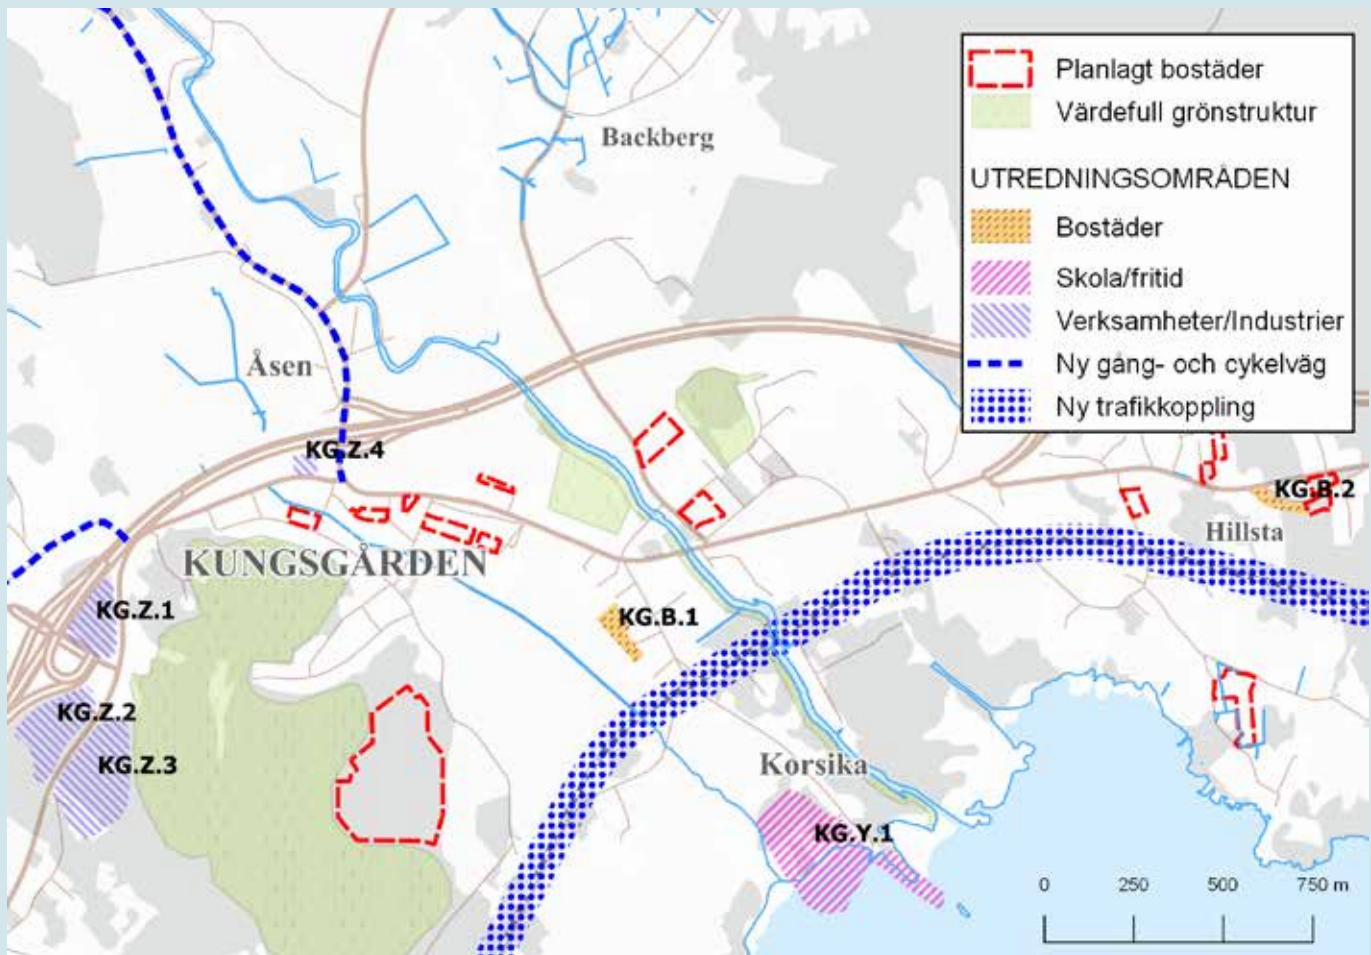 Planlagt bostäder
Värdefull grönstruktur
UTREDNINGSOMRÅDEN
Bostäder
Skola/fritid
Verksamheter/Industrier
Ny gång- och cykelväg
Ny trafikkoppling
Backberg
Åsen
KG.Z.4
KG.B.2
Hillsta
KUNGSGÅRDEN
KG.Z.1
KG.B.1
KG.Z.2
KG.Z.3
Korsika
KG.Y.1
0 250 500 750 m